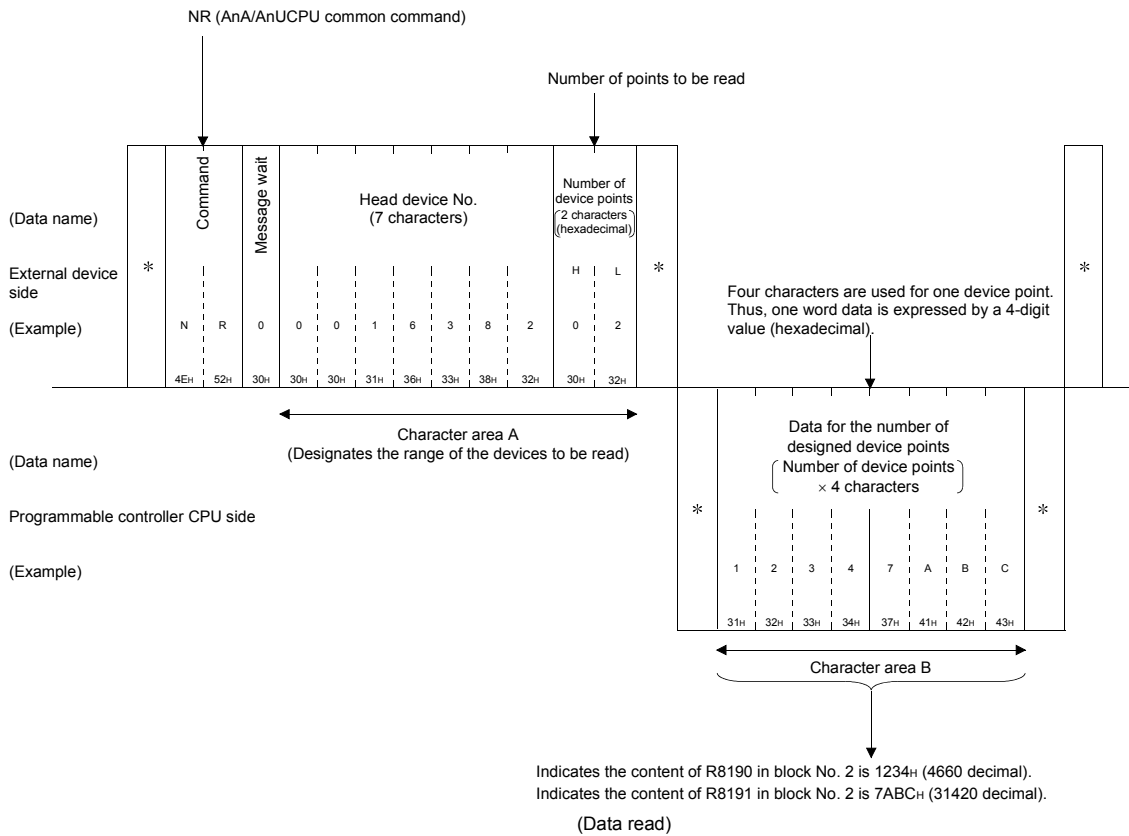 NR (AnA/AnUCPU common command)
Number of points to be read
(Data name)
Command
Message wait
Head device No.
(7 characters)
Number of
device points
2 characters
(hexadecimal)
External device
side
*
H L
*
*
(Example)
N R 0 0 0 1 6 3 8 2 0 2
4EH 52H 30H 30H 30H 31H 36H 33H 38H 32H 30H 32H
Four characters are used for one device point.
Thus, one word data is expressed by a 4-digit
value (hexadecimal).
Character area A
(Designates the range of the devices to be read)
(Data name)
Data for the number of
designed device points
Number of device points
× 4 characters
Programmable controller CPU side
*
*
(Example)
1 2 3 4 7 A B C
31H 32H 33H 34H 37H 41H 42H 43H
Character area B
Indicates the content of R8190 in block No. 2 is 1234H (4660 decimal).
Indicates the content of R8191 in block No. 2 is 7ABCH (31420 decimal).
(Data read)